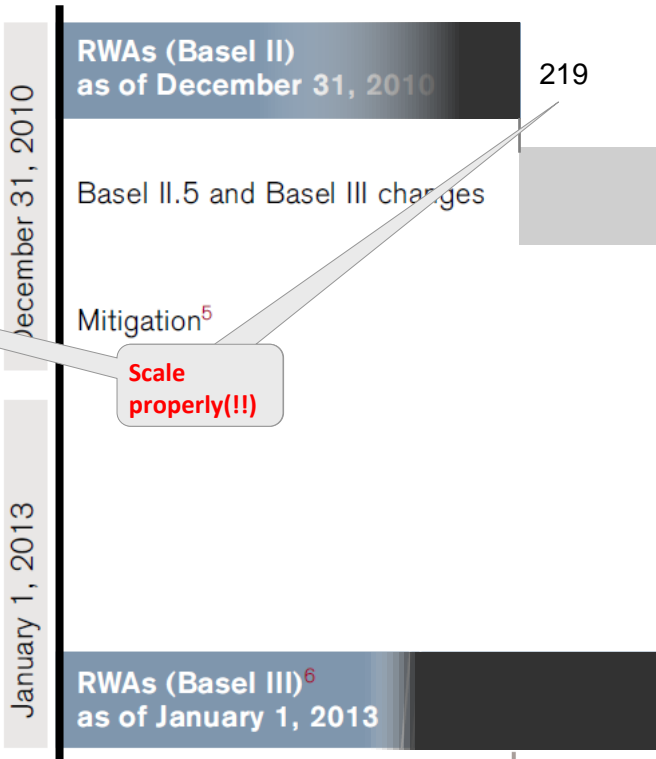 December 31, 2010
RWAs (Basel II)
as of December 31, 2010
219
Basel II.5 and Basel III changes
Mitigation5
Scale
properly(!!)
January 1, 2013
RWAs (Basel III)6
as of January 1, 2013